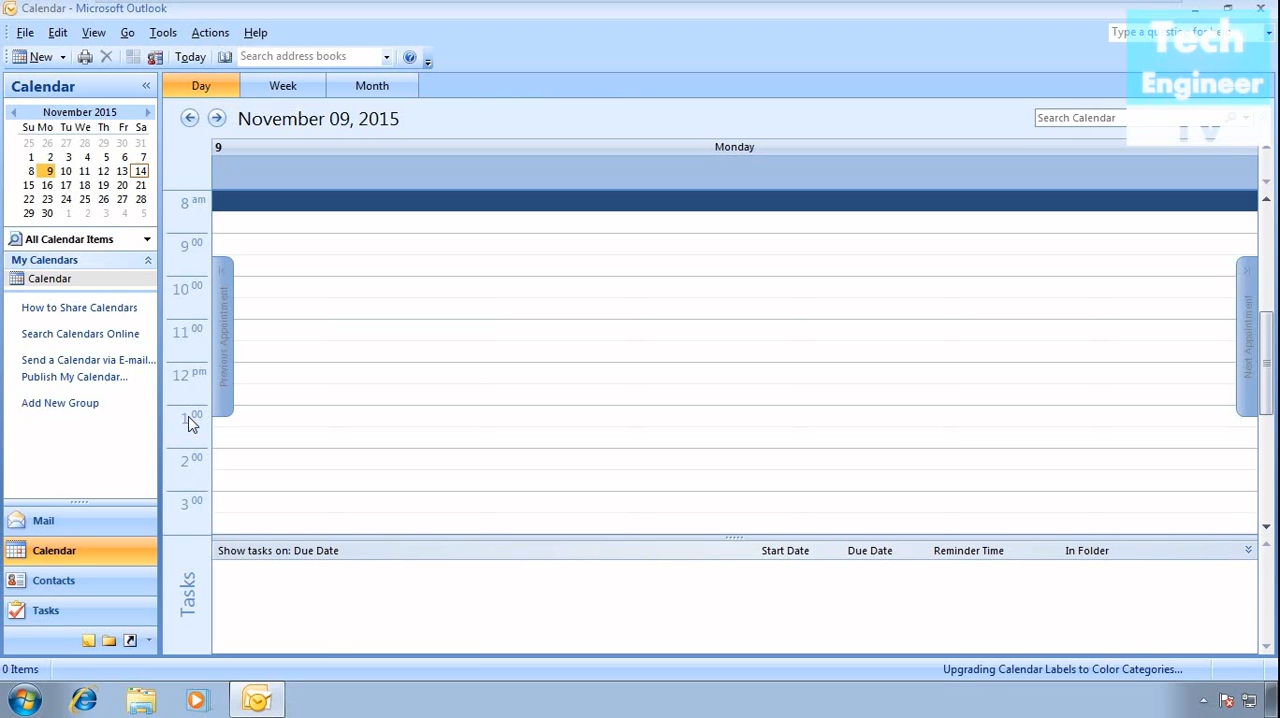 Calendar - Microsoft Outlook
File Edit View Go Tools Actions Help
Tech
Engineer
Tv
New Today Search address books
Calendar «
Day Week Month
November 2015
Su Mo Tu We Th Fr Sa
25 26 27 28 29 30 31
1 2 3 4 5 6 7
8 9 10 11 12 13 14
15 16 17 18 19 20 21
22 23 24 25 26 27 28
29 30 1 2 3 4 5
November 09, 2015
Search Calendar
9 Monday
All Calendar Items
My Calendars
Calendar
How to Share Calendars
Search Calendars Online
Send a Calendar via E-mail...
Publish My Calendar...
Add New Group
8 am
9 00
10 00
11 00
12 pm
1 00
2 00
3 00
Previous Appointment
Next Appointment
Mail
Calendar
Contacts
Tasks
Show tasks on: Due Date Start Date Due Date Reminder Time In Folder
Tasks
0 Items
Upgrading Calendar Labels to Color Categories...